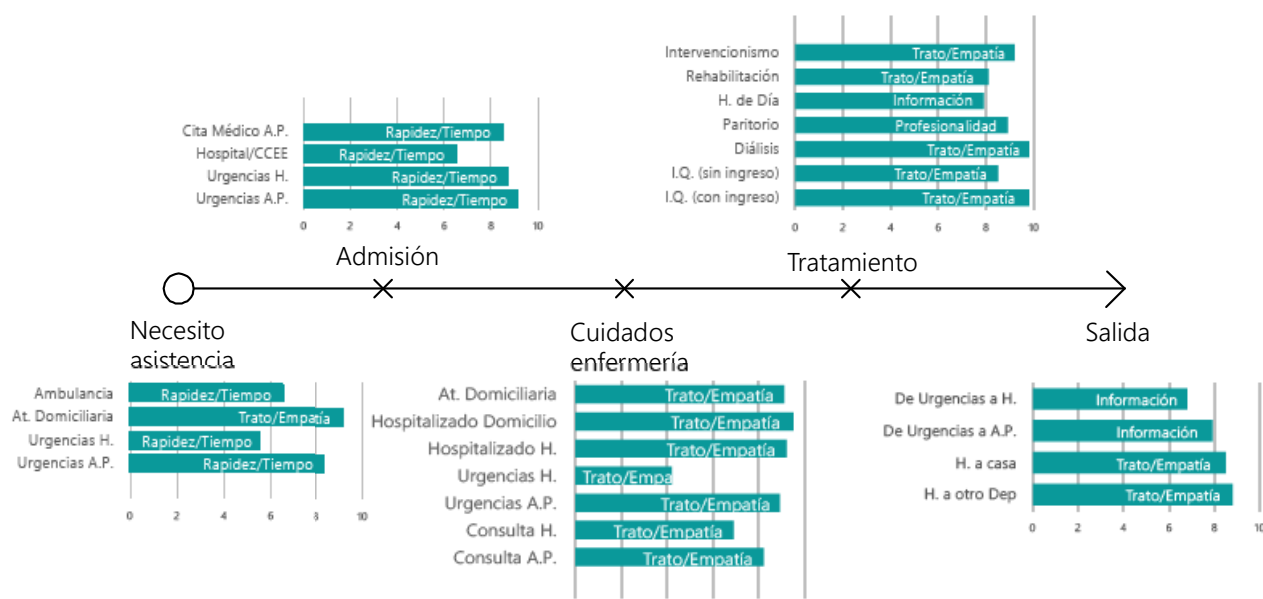 Intervencionismo Trato/Empatía
Rehabilitación Trato/Empatía
H. de Día Información
Paritorio Profesionalidad
Diálisis Trato/Empatía
I.Q. (sin ingreso) Trato/Empatía
I.Q. (con ingreso) Trato/Empatía
0 2 4 6 8 10
Cita Médico A.P. Rapidez/Tiempo
Hospital/CCEE Rapidez/Tiempo
Urgencias H. Rapidez/Tiempo
Urgencias A.P. Rapidez/Tiempo
0 2 4 6 8 10
Admisión
Tratamiento
Necesito
asistencia
Cuidados
enfermería
Salida
Ambulancia Rapidez/Tiempo
At. Domiciliaria Trato/Empatía
Urgencias H. Rapidez/Tiempo
Urgencias A.P. Rapidez/Tiempo
0 2 4 6 8 10
At. Domiciliaria Trato/Empatía
Hospitalizado Domicilio Trato/Empatía
Hospitalizado H. Trato/Empatía
Urgencias H. Trato/Empa
Urgencias A.P. Trato/Empatía
Consulta H. Trato/Empatía
Consulta A.P. Trato/Empatía
De Urgencias a H. Información
De Urgencias a A.P. Información
H. a casa Trato/Empatía
H. a otro Dep Trato/Empatía
0 2 4 6 8 10